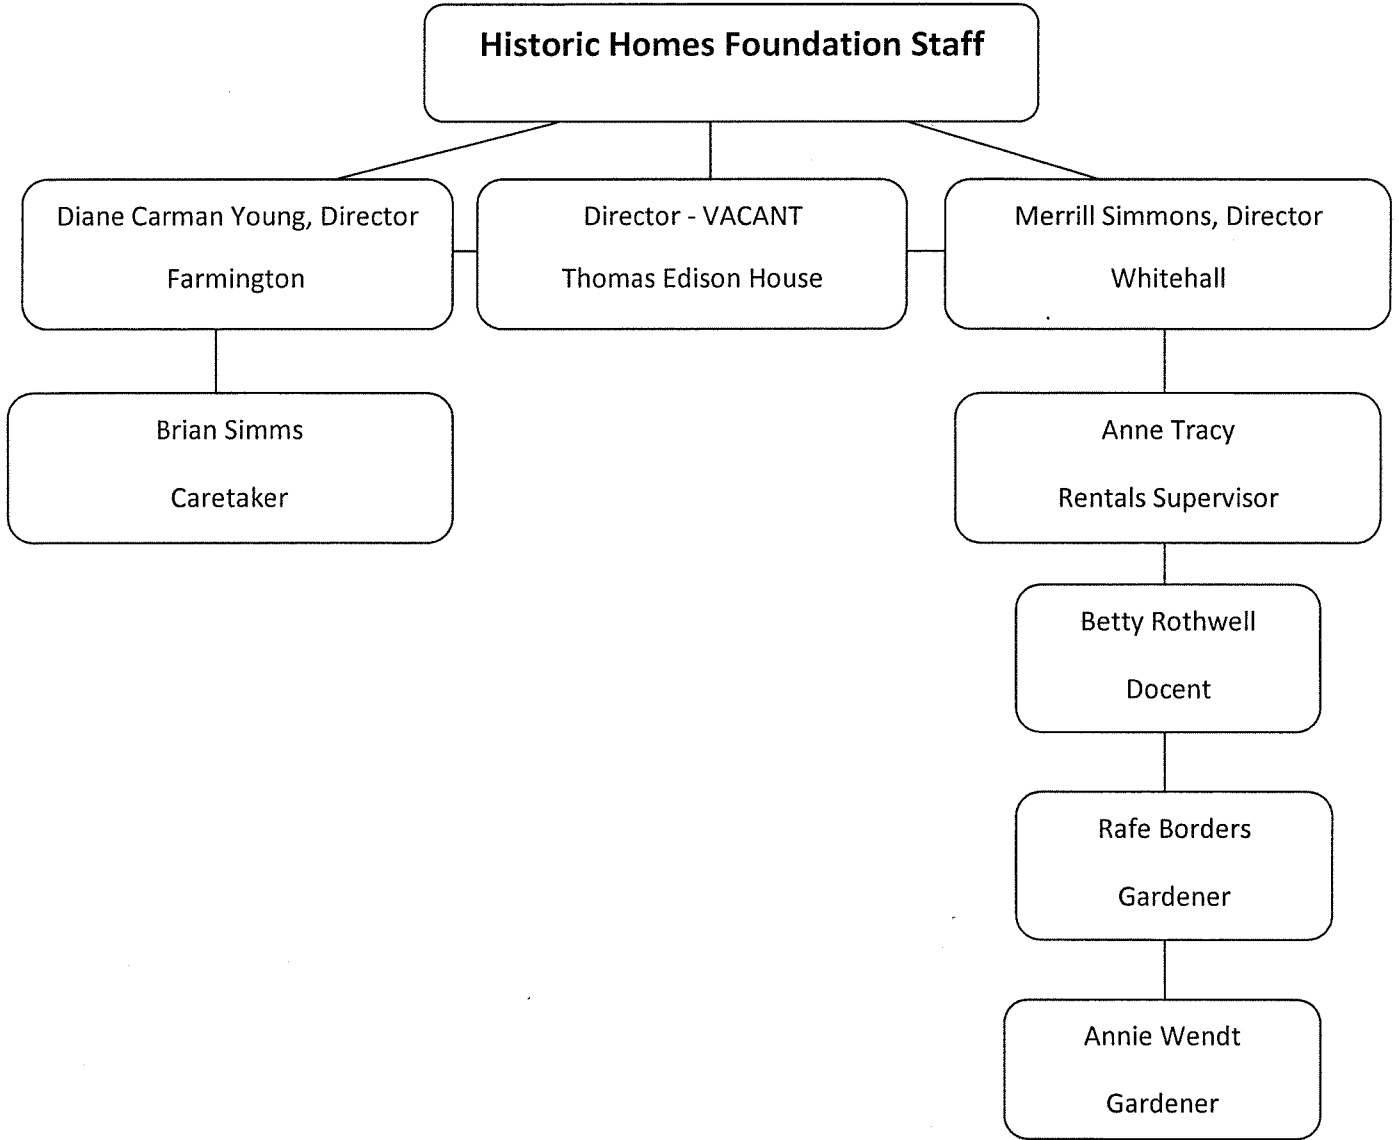 Historic Homes Foundation Staff
Diane Carman Young, Director
Farmington
Director - VACANT
Thomas Edison House
Merrill Simmons, Director
Whitehall
Brian Simms
Caretaker
Anne Tracy
Rentals Supervisor
Betty Rothwell
Docent
Rafe Borders
Gardener
Annie Wendt
Gardener